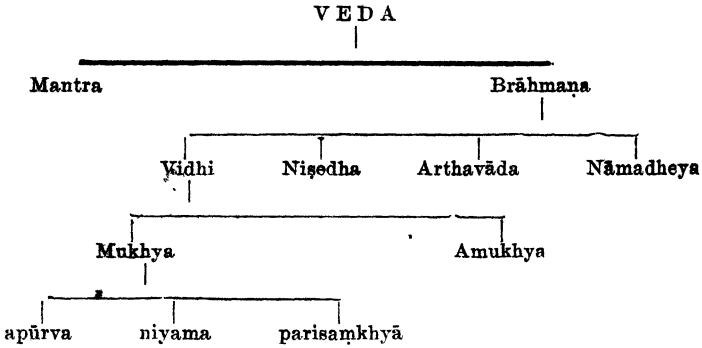 VEDA
Mantra Brāhmaṇa
Vidhi Niṣedha Arthavāda Nāmadheya
Mukhya Amukhya
apūrva niyama parisaṃkhyā